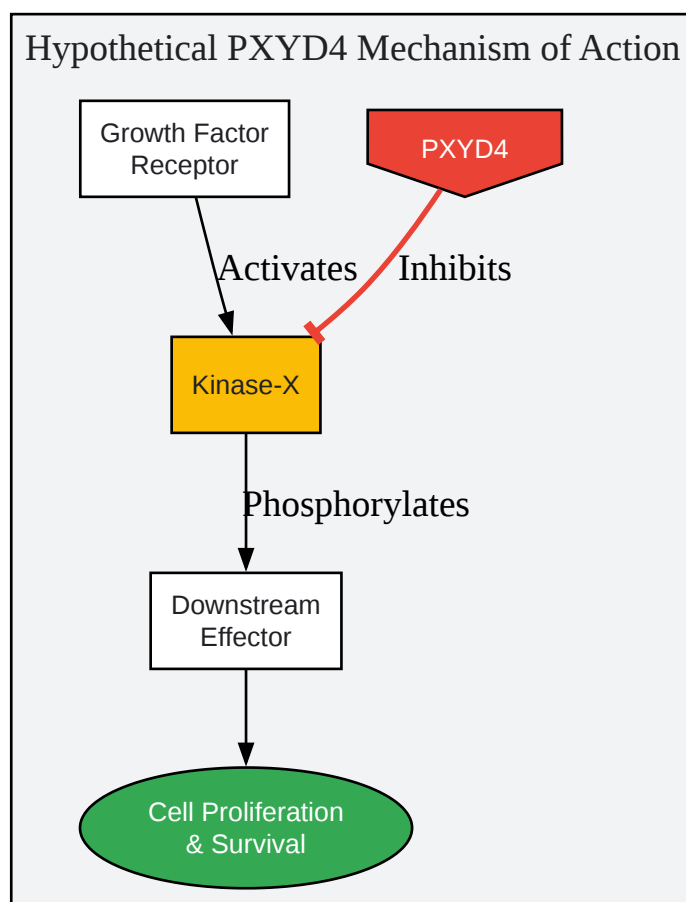 Hypothetical PXYD4 Mechanism of Action
Growth Factor
Receptor
PXYD4
Activates
Inhibits
Kinase-X
Phosphorylates
Downstream
Effector
Cell Proliferation
& Survival